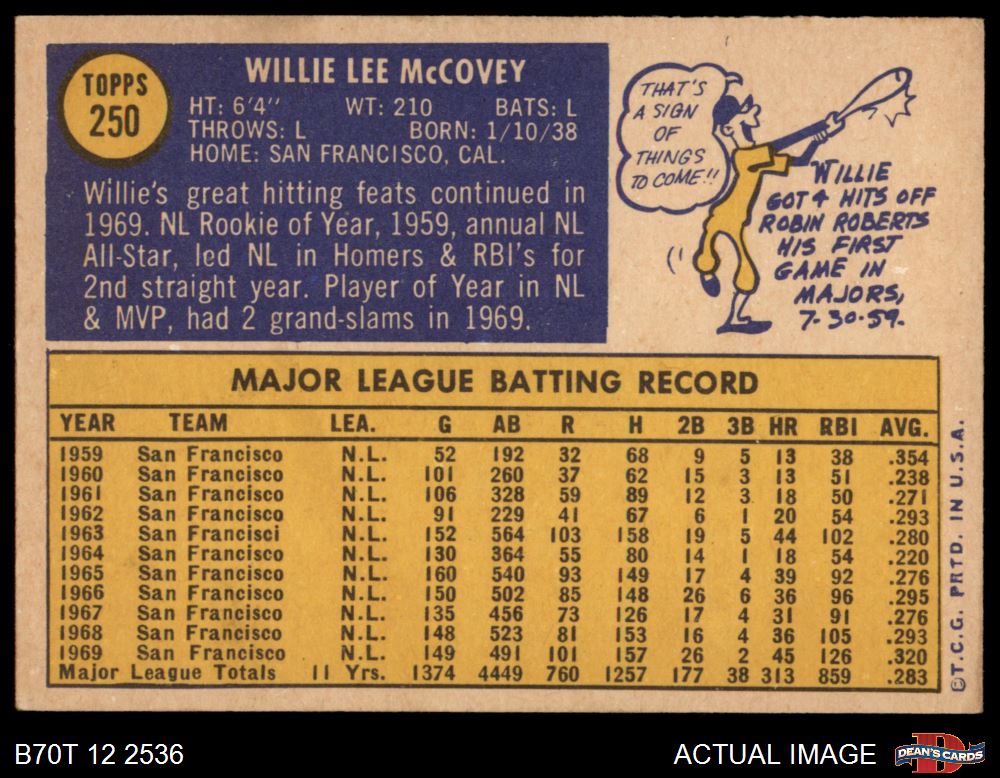 TOPPS
250
WILLIE LEE McCOVEY
HT: 6'4" WT: 210 BATS: L
THROWS: L BORN: 1/10/38
HOME: SAN FRANCISCO, CAL.
Willie's great hitting feats continued in
1969. NL Rookie of Year, 1959, annual NL
All-Star, led NL in Homers & RBI's for
2nd straight year. Player of Year in NL
& MVP, had 2 grand-slams in 1969.
THAT'S
A SIGN
OF
THINGS
TO COME!!
WILLIE
GOT 4 HITS OFF
ROBIN ROBERTS
HIS FIRST
GAME IN
MAJORS,
7-30-59.
MAJOR LEAGUE BATTING RECORD
YEAR TEAM LEA. G AB R H 2B 3B HR RBI AVG.
1959 San Francisco N.L. 52 192 32 68 9 5 13 38 .354
1960 San Francisco N.L. 101 260 37 62 15 3 13 51 .238
1961 San Francisco N.L. 106 328 59 89 12 3 18 50 .271
1962 San Francisco N.L. 91 229 41 67 6 1 20 54 .293
1963 San Francisci N.L. 152 564 103 158 19 5 44 102 .280
1964 San Francisco N.L. 130 364 55 80 14 1 18 54 .220
1965 San Francisco N.L. 160 540 93 149 17 4 39 92 .276
1966 San Francisco N.L. 150 502 85 148 26 6 36 96 .295
1967 San Francisco N.L. 135 456 73 126 17 4 31 91 .276
1968 San Francisco N.L. 148 523 81 153 16 4 36 105 .293
1969 San Francisco N.L. 149 491 101 157 26 2 45 126 .320
Major League Totals 11 Yrs. 1374 4449 760 1257 177 38 313 859 .283
©T.C.G. PRTD. IN U.S.A.
B70T 12 2536
ACTUAL IMAGE
D
DEAN'S CARDS